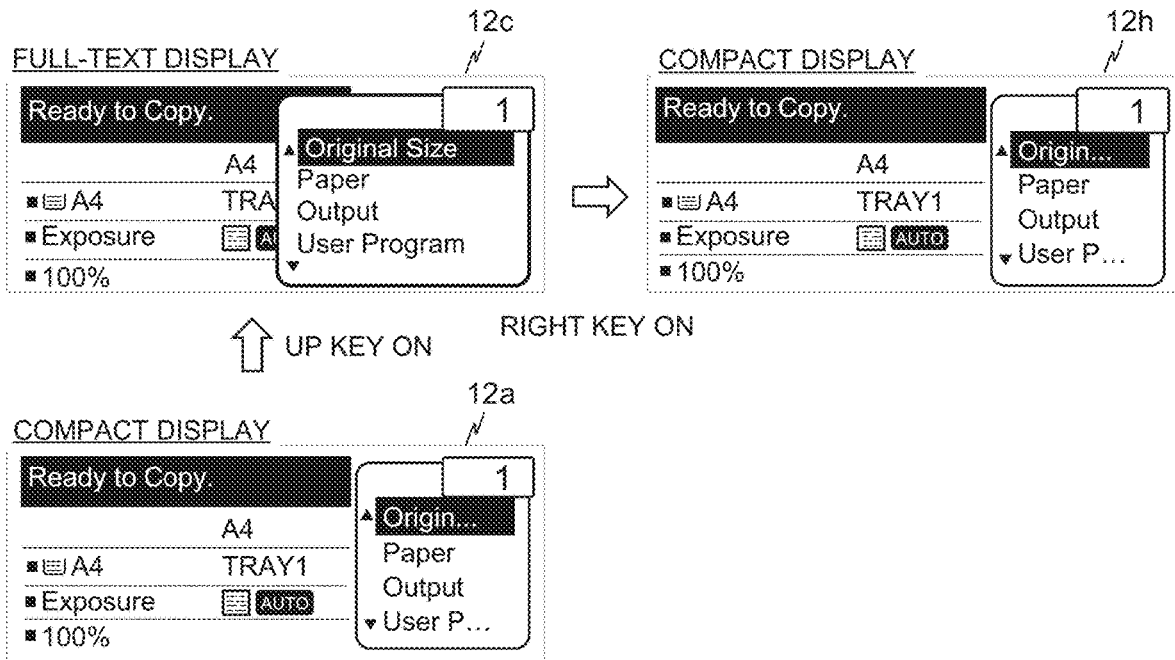 12c
FULL-TEXT DISPLAY
Ready to Copy.
1
Original Size
A4
Paper
A4 TRA
Output
Exposure
User Program
100%
12h
COMPACT DISPLAY
Ready to Copy.
1
Origin...
A4
Paper
A4 TRAY1
Output
Exposure AUTO
User P...
100%
UP KEY ON
RIGHT KEY ON
12a
COMPACT DISPLAY
Ready to Copy.
1
Origin...
A4
Paper
A4 TRAY1
Output
Exposure AUTO
User P...
100%